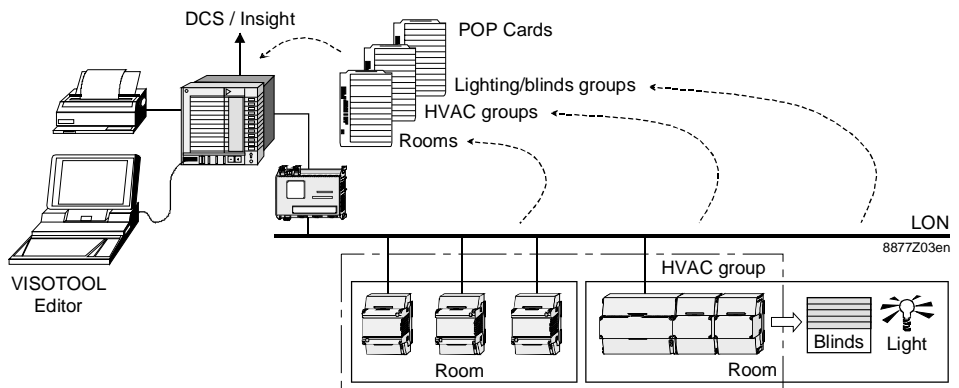 DCS / Insight
POP Cards
Lighting/blinds groups
HVAC groups
Rooms
LON
8877Z03en
VISOTOOL
Editor
HVAC group
Blinds
Light
Room
Room